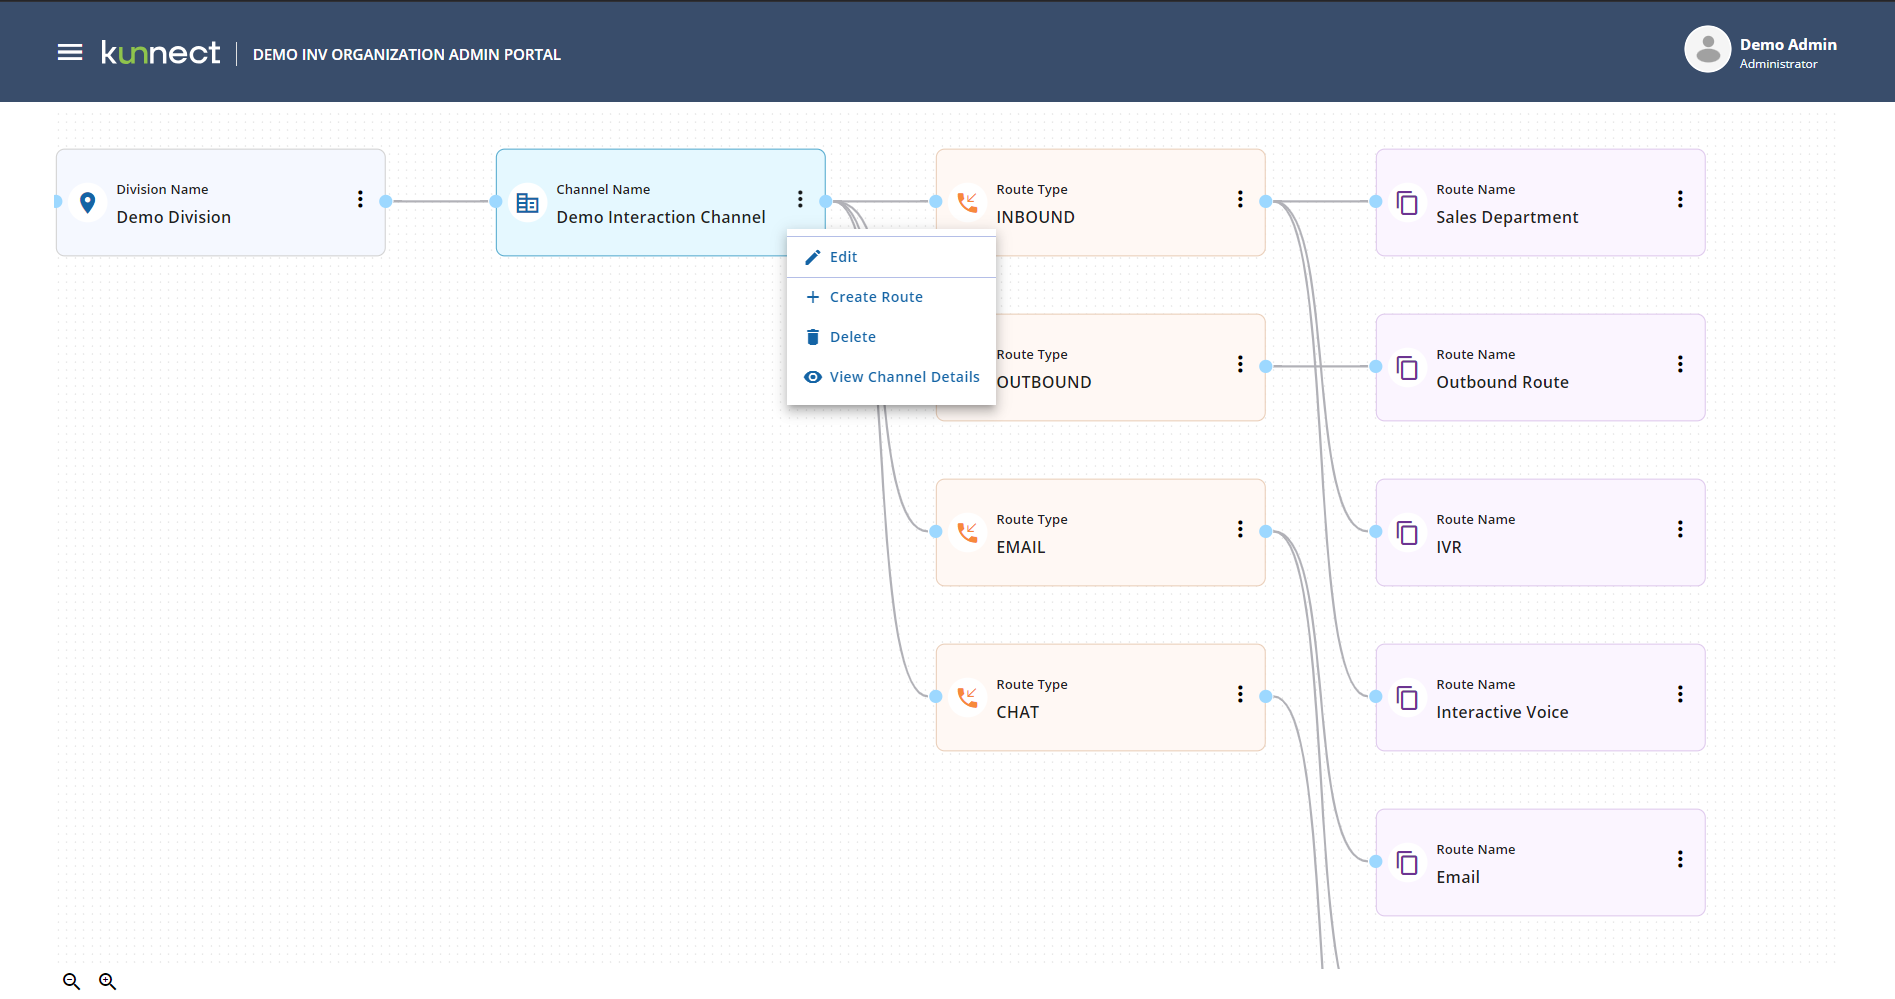 kunnect
DEMO INV ORGANIZATION ADMIN PORTAL
Demo Admin
Administrator
Division Name
Demo Division
Channel Name
Demo Interaction Channel
Edit
Create Route
Delete
View Channel Details
Route Type
INBOUND
Route Type
OUTBOUND
Route Type
EMAIL
Route Type
CHAT
Route Name
Sales Department
Route Name
Outbound Route
Route Name
IVR
Route Name
Interactive Voice
Route Name
Email